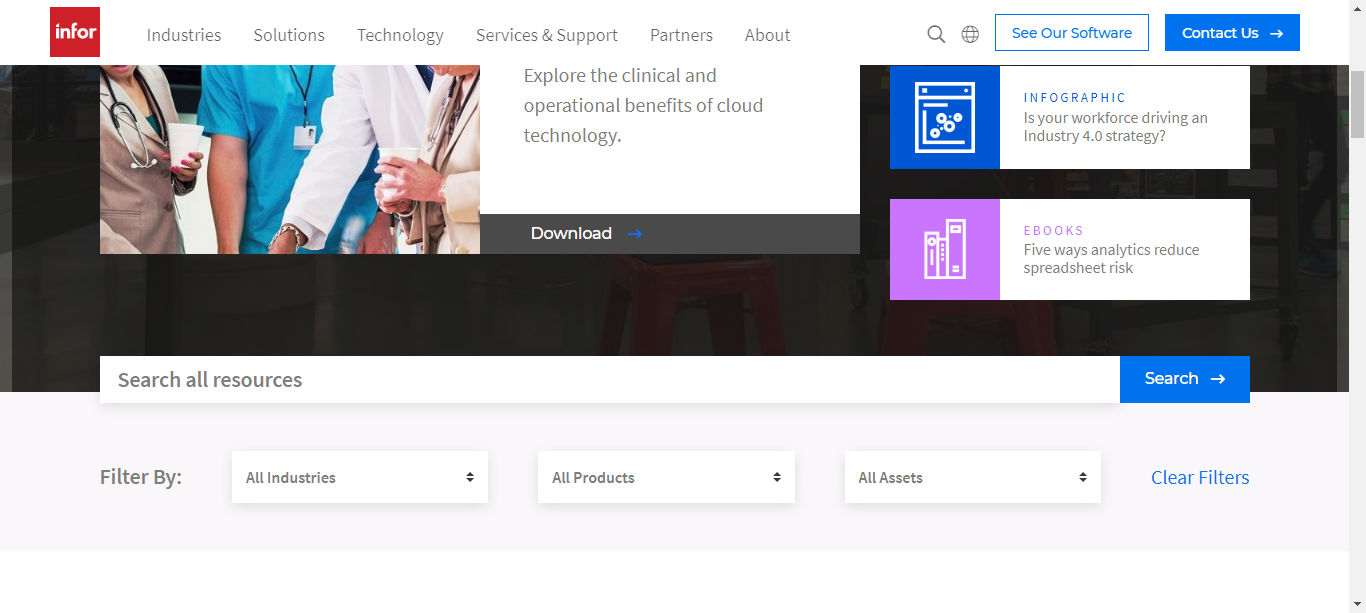 infor
Industries
Solutions
Technology
Services & Support
Partners
About
See Our Software
Contact Us
Explore the clinical and
operational benefits of cloud
technology.
Download
INFOGRAPHIC
Is your workforce driving an
Industry 4.0 strategy?
EBOOKS
Five ways analytics reduce
spreadsheet risk
Search all resources
Search
Filter By:
All Industries
All Products
All Assets
Clear Filters